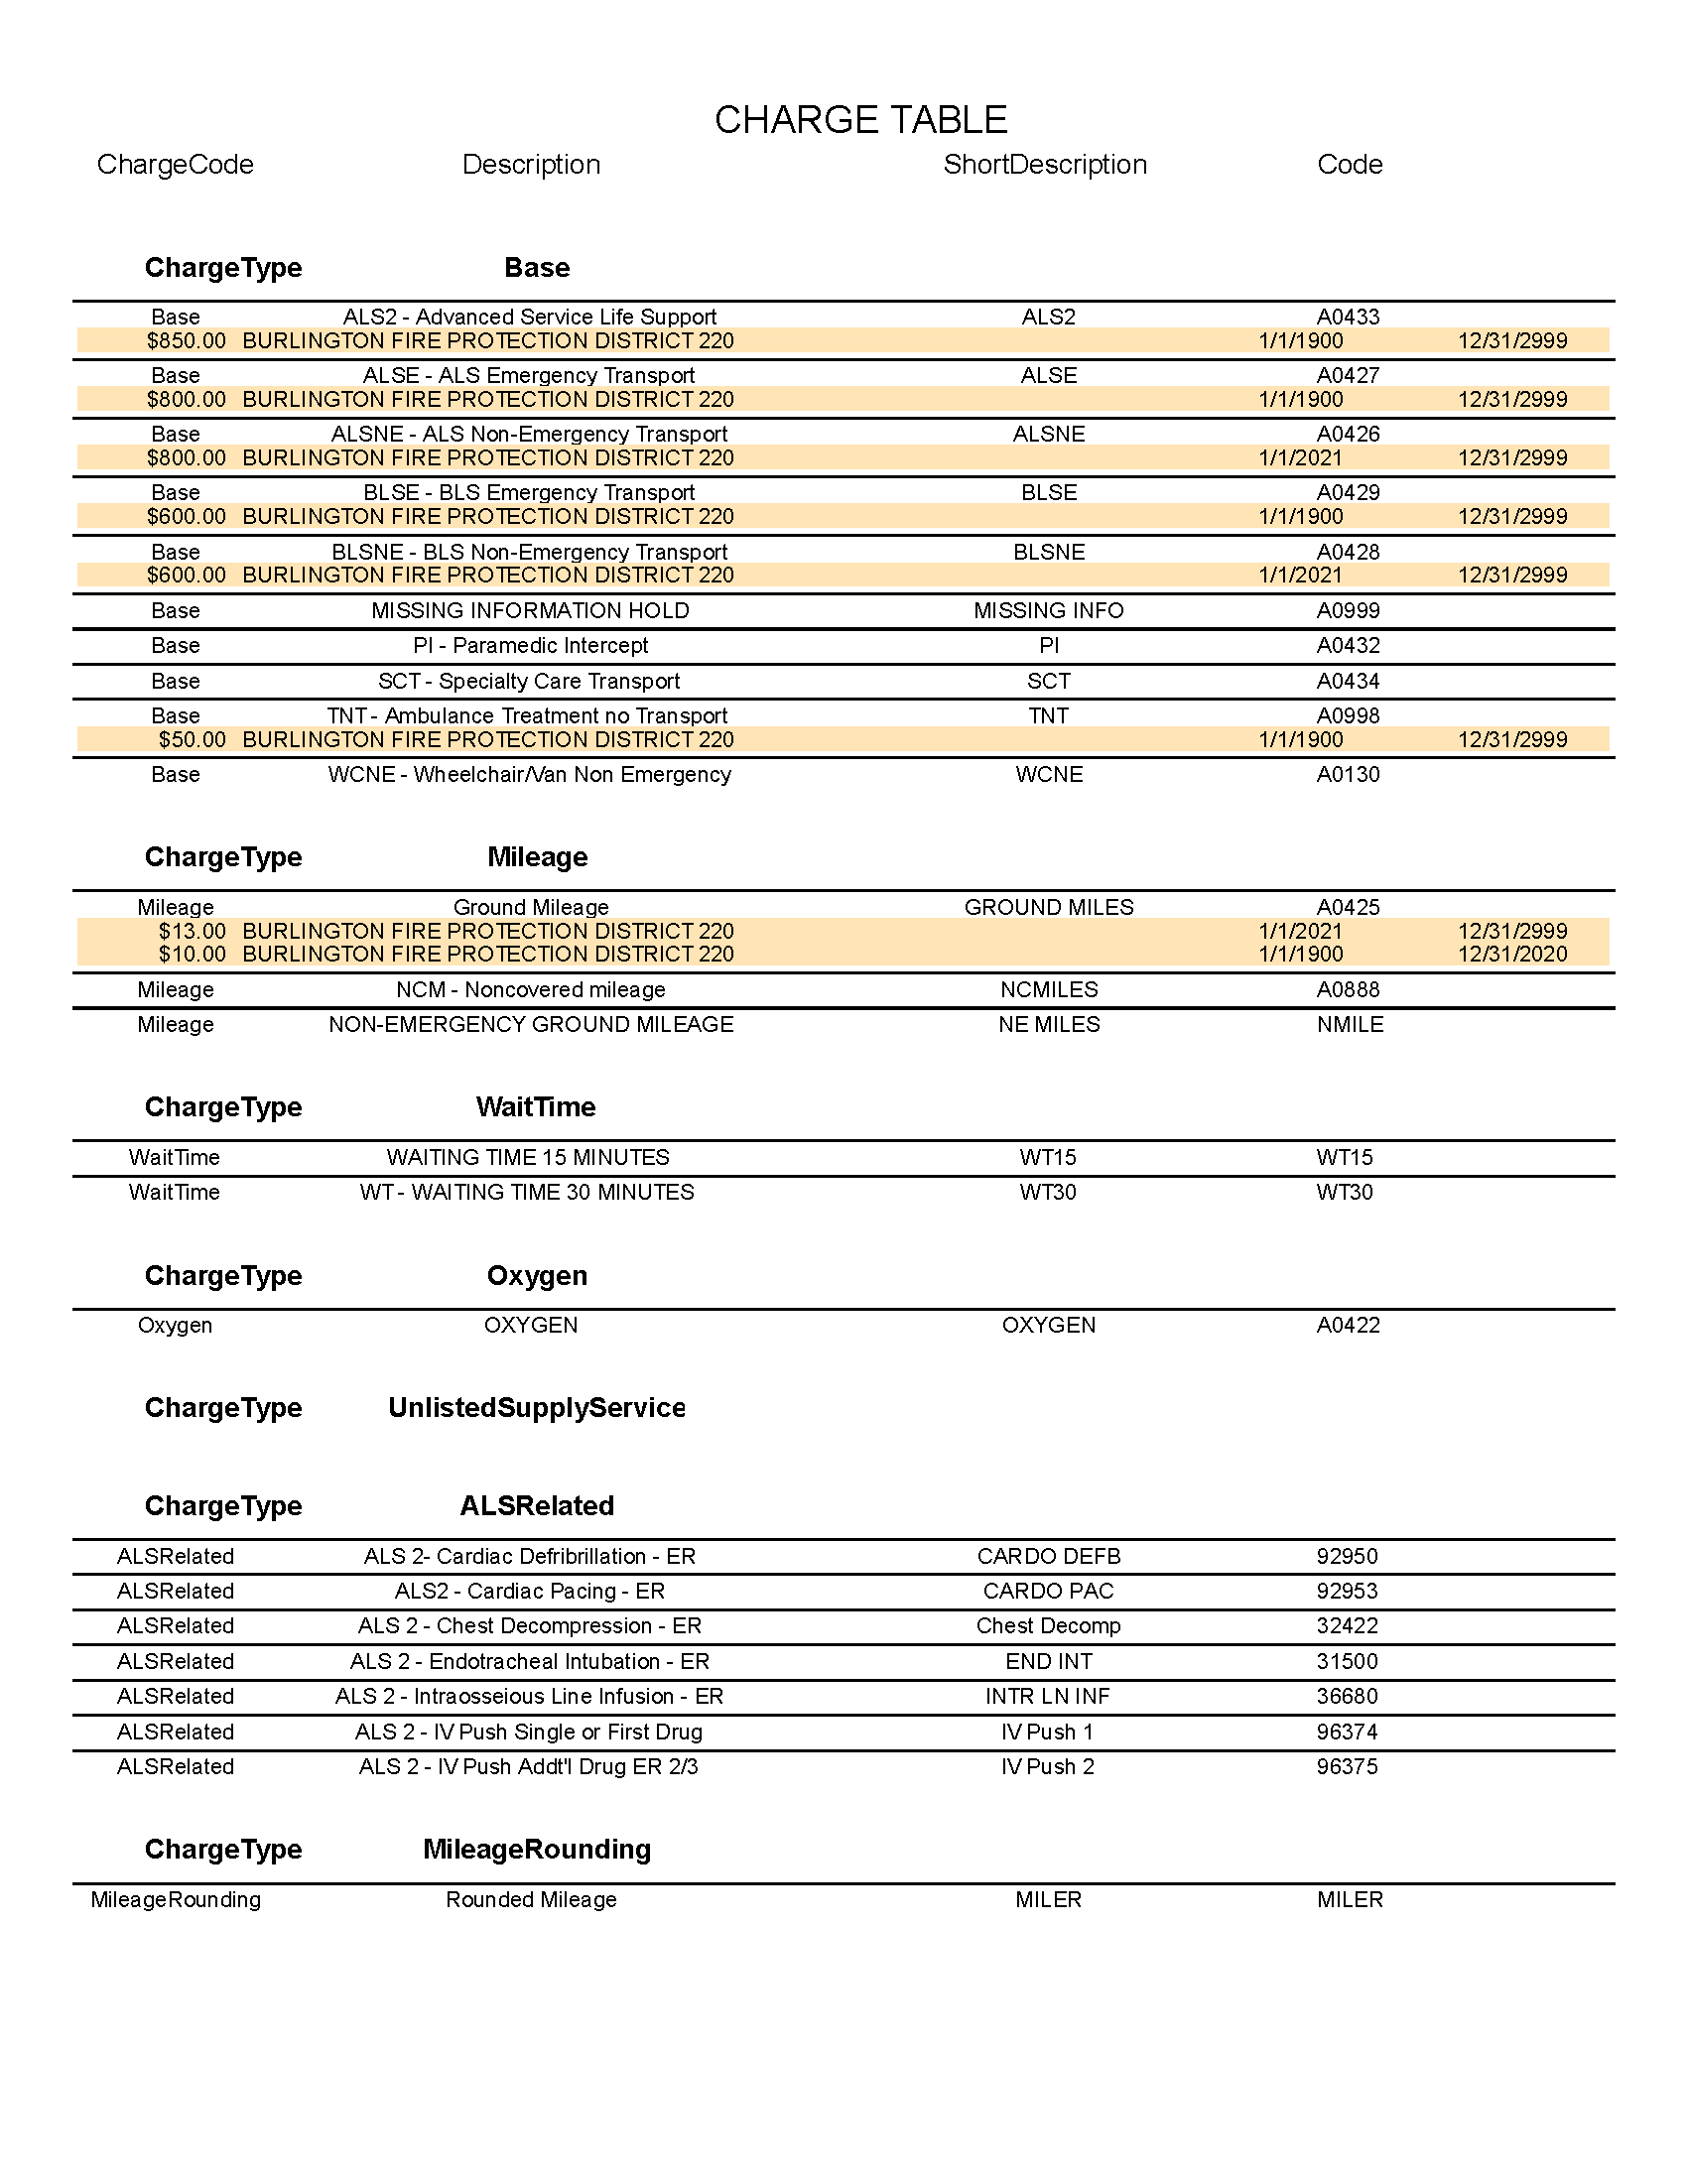 CHARGE TABLE
ChargeCode Description ShortDescription Code
ChargeType Base
Base ALS2 - Advanced Service Life Support ALS2 A0433
$850.00 BURLINGTON FIRE PROTECTION DISTRICT 220 1/1/1900 12/31/2999
Base ALSE - ALS Emergency Transport ALSE A0427
$800.00 BURLINGTON FIRE PROTECTION DISTRICT 220 1/1/1900 12/31/2999
Base ALSNE - ALS Non-Emergency Transport ALSNE A0426
$800.00 BURLINGTON FIRE PROTECTION DISTRICT 220 1/1/2021 12/31/2999
Base BLSE - BLS Emergency Transport BLSE A0429
$600.00 BURLINGTON FIRE PROTECTION DISTRICT 220 1/1/1900 12/31/2999
Base BLSNE - BLS Non-Emergency Transport BLSNE A0428
$600.00 BURLINGTON FIRE PROTECTION DISTRICT 220 1/1/2021 12/31/2999
Base MISSING INFORMATION HOLD MISSING INFO A0999
Base PI - Paramedic Intercept PI A0432
Base SCT - Specialty Care Transport SCT A0434
Base TNT - Ambulance Treatment no Transport TNT A0998
$50.00 BURLINGTON FIRE PROTECTION DISTRICT 220 1/1/1900 12/31/2999
Base WCNE - Wheelchair/Van Non Emergency WCNE A0130
ChargeType Mileage
Mileage Ground Mileage GROUND MILES A0425
$13.00 BURLINGTON FIRE PROTECTION DISTRICT 220 1/1/2021 12/31/2999
$10.00 BURLINGTON FIRE PROTECTION DISTRICT 220 1/1/1900 12/31/2020
Mileage NCM - Noncovered mileage NCMILES A0888
Mileage NON-EMERGENCY GROUND MILEAGE NE MILES NMILE
ChargeType WaitTime
WaitTime WAITING TIME 15 MINUTES WT15 WT15
WaitTime WT - WAITING TIME 30 MINUTES WT30 WT30
ChargeType Oxygen
Oxygen OXYGEN OXYGEN A0422
ChargeType UnlistedSupplyService
ChargeType ALSRelated
ALSRelated ALS 2- Cardiac Defribrillation - ER CARDO DEFB 92950
ALSRelated ALS2 - Cardiac Pacing - ER CARDO PAC 92953
ALSRelated ALS 2 - Chest Decompression - ER Chest Decomp 32422
ALSRelated ALS 2 - Endotracheal Intubation - ER END INT 31500
ALSRelated ALS 2 - Intraosseious Line Infusion - ER INTR LN INF 36680
ALSRelated ALS 2 - IV Push Single or First Drug IV Push 1 96374
ALSRelated ALS 2 - IV Push Addt'l Drug ER 2/3 IV Push 2 96375
ChargeType MileageRounding
MileageRounding Rounded Mileage MILER MILER